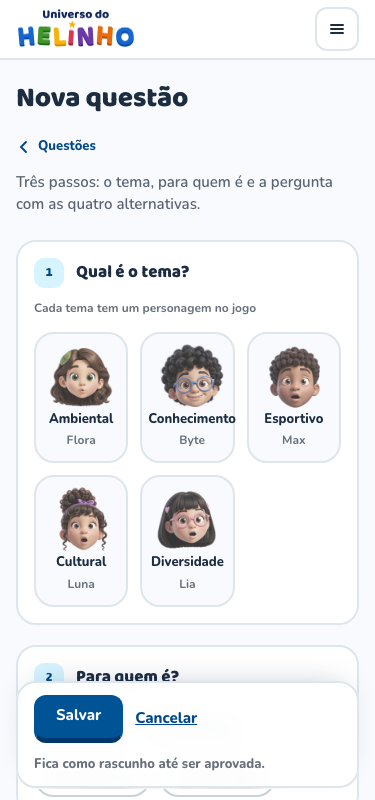 Universo do
HELINHO
Nova questão
Questões
Três passos: o tema, para quem é e a pergunta
com as quatro alternativas.
1 Qual é o tema?
Cada tema tem um personagem no jogo
Ambiental Conhecimento Esportivo
Flora Byte Max
Cultural Diversidade
Luna Lia
2 Para quem é?
Salvar Cancelar
Fica como rascunho até ser aprovada.